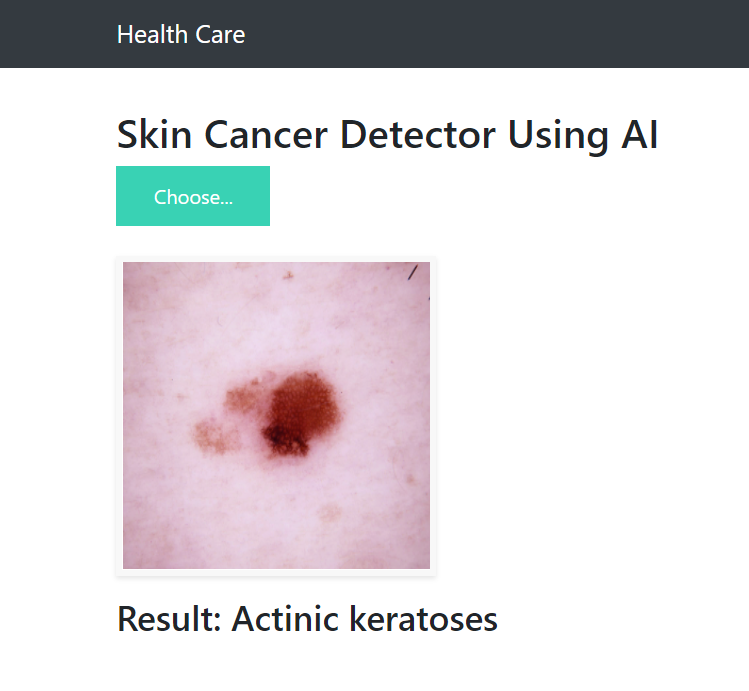 Health Care
Skin Cancer Detector Using AI
Choose...
Result: Actinic keratoses